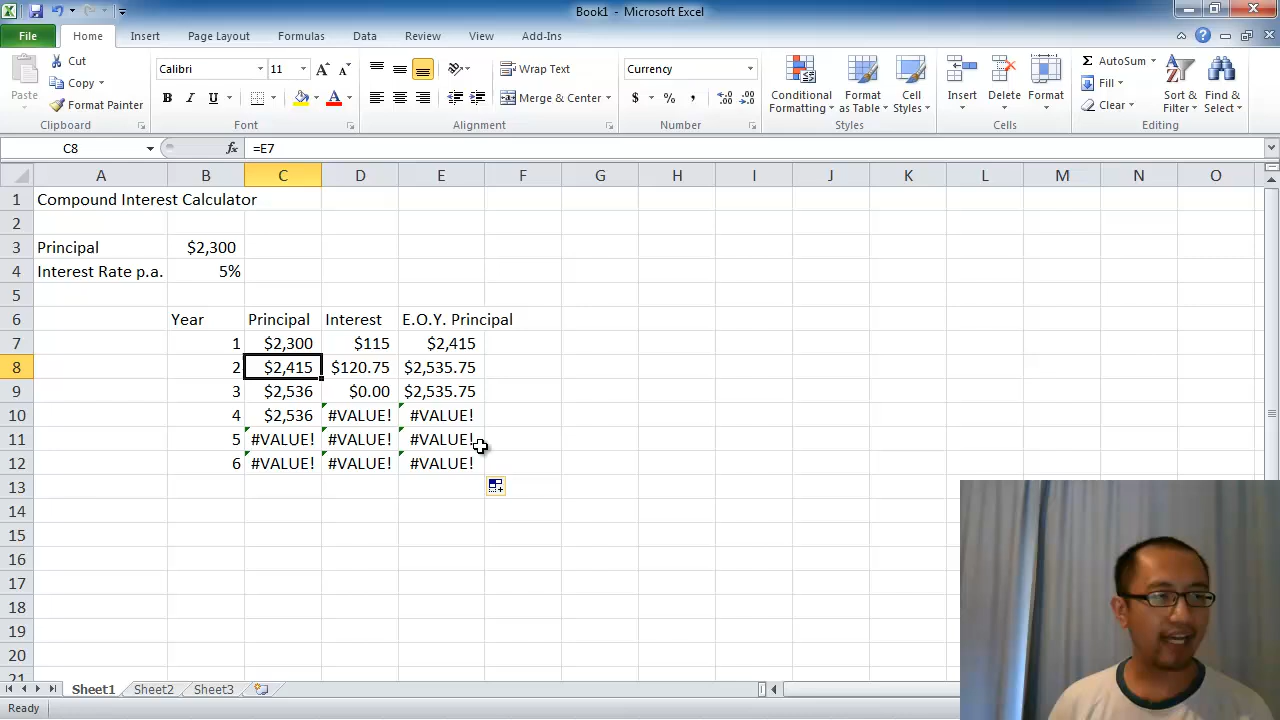 Book1 - Microsoft Excel
File Home Insert Page Layout Formulas Data Review View Add-Ins
Paste
Cut
Copy
Format Painter
Clipboard
Calibri 11
B I U
Font
Wrap Text
Merge & Center
Alignment
Currency
$ % ,
Number
Conditional Formatting
Format as Table
Cell Styles
Styles
Insert Delete Format
Cells
AutoSum
Fill
Clear
Sort & Filter
Find & Select
Editing
C8 fx =E7
A B C D E F G H I J K L M N O
1 Compound Interest Calculator
2
3 Principal $2,300
4 Interest Rate p.a. 5%
5
6 Year Principal Interest E.O.Y. Principal
7 1 $2,300 $115 $2,415
8 2 $2,415 $120.75 $2,535.75
9 3 $2,536 $0.00 $2,535.75
10 4 $2,536 #VALUE! #VALUE!
11 5 #VALUE! #VALUE! #VALUE!
12 6 #VALUE! #VALUE! #VALUE!
13
14
15
16
17
18
19
20
21
Sheet1 Sheet2 Sheet3
Ready